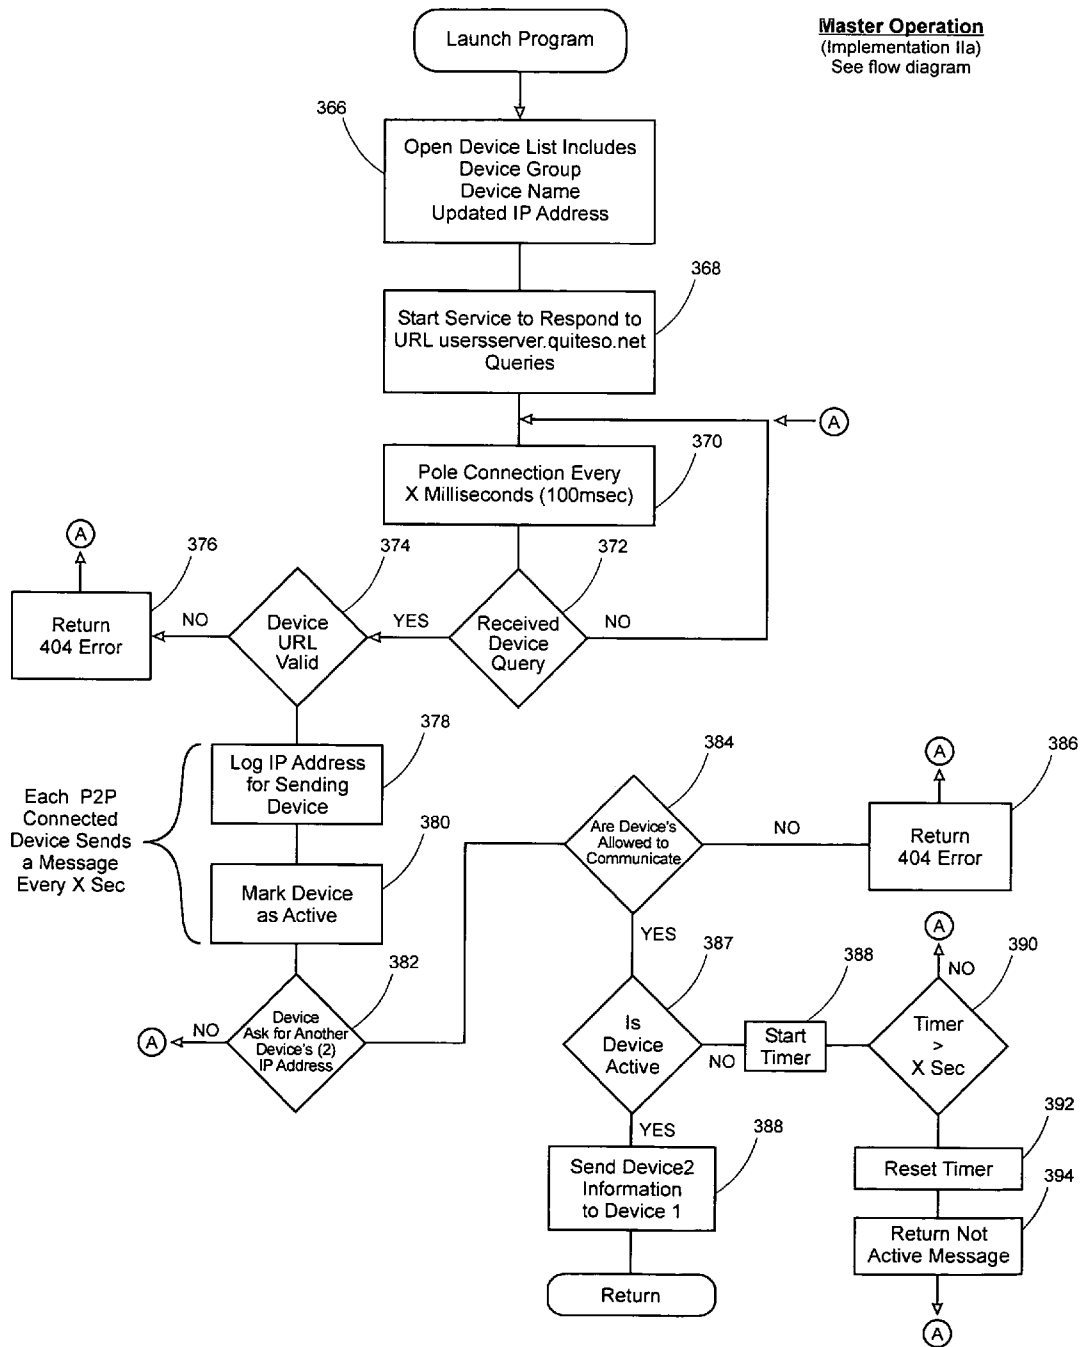 Launch Program
Master Operation
(Implementation IIa)
See flow diagram
366
Open Device List Includes
Device Group
Device Name
Updated IP Address
368
Start Service to Respond to
URL usersserver.quiteso.net
Queries
A
370
Pole Connection Every
X Milliseconds (100msec)
A
376
374
372
Return
404 Error
NO
Device
URL
Valid
YES
Received
Device
Query
NO
378
Log IP Address
for Sending
Device
Each P2P
Connected
Device Sends
a Message
Every X Sec
380
Mark Device
as Active
382
Device
Ask for Another
Device's (2)
IP Address
NO
A
384
Are Device's
Allowed to
Communicate
NO
A
386
Return
404 Error
YES
387
Is
Device
Active
NO
388
Start
Timer
A
NO
390
Timer
>
X Sec
YES
388
Send Device2
Information
to Device 1
Return
392
Reset Timer
394
Return Not
Active Message
A